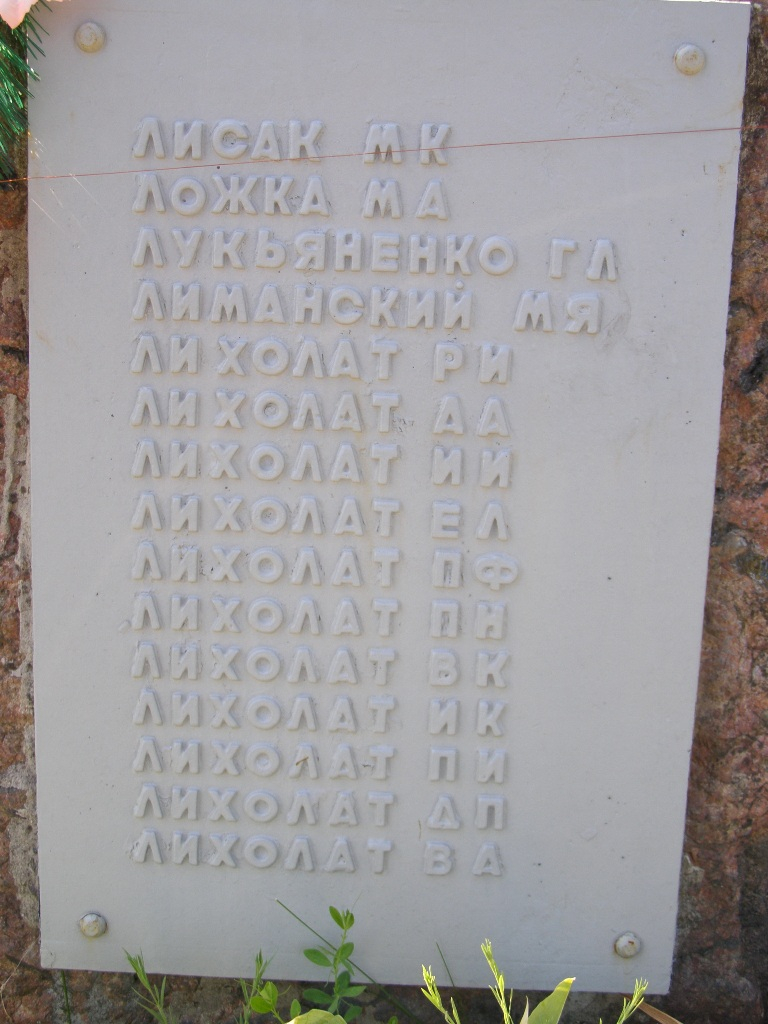 ЛИСАК МК
ЛОЖКА МА
ЛУКЬЯНЕНКО ГЛ
ЛИМАНСКИЙ МЯ
ЛИХОЛАТ РИ
ЛИХОЛАТ АА
ЛИХОЛАТ ИИ
ЛИХОЛАТ ЕЛ
ЛИХОЛАТ ПФ
ЛИХОЛАТ ПН
ЛИХОЛАТ ВК
ЛИХОЛАТ ИК
ЛИХОЛАТ ПИ
ЛИХОЛАТ ДП
ЛИХОЛАТ ВА